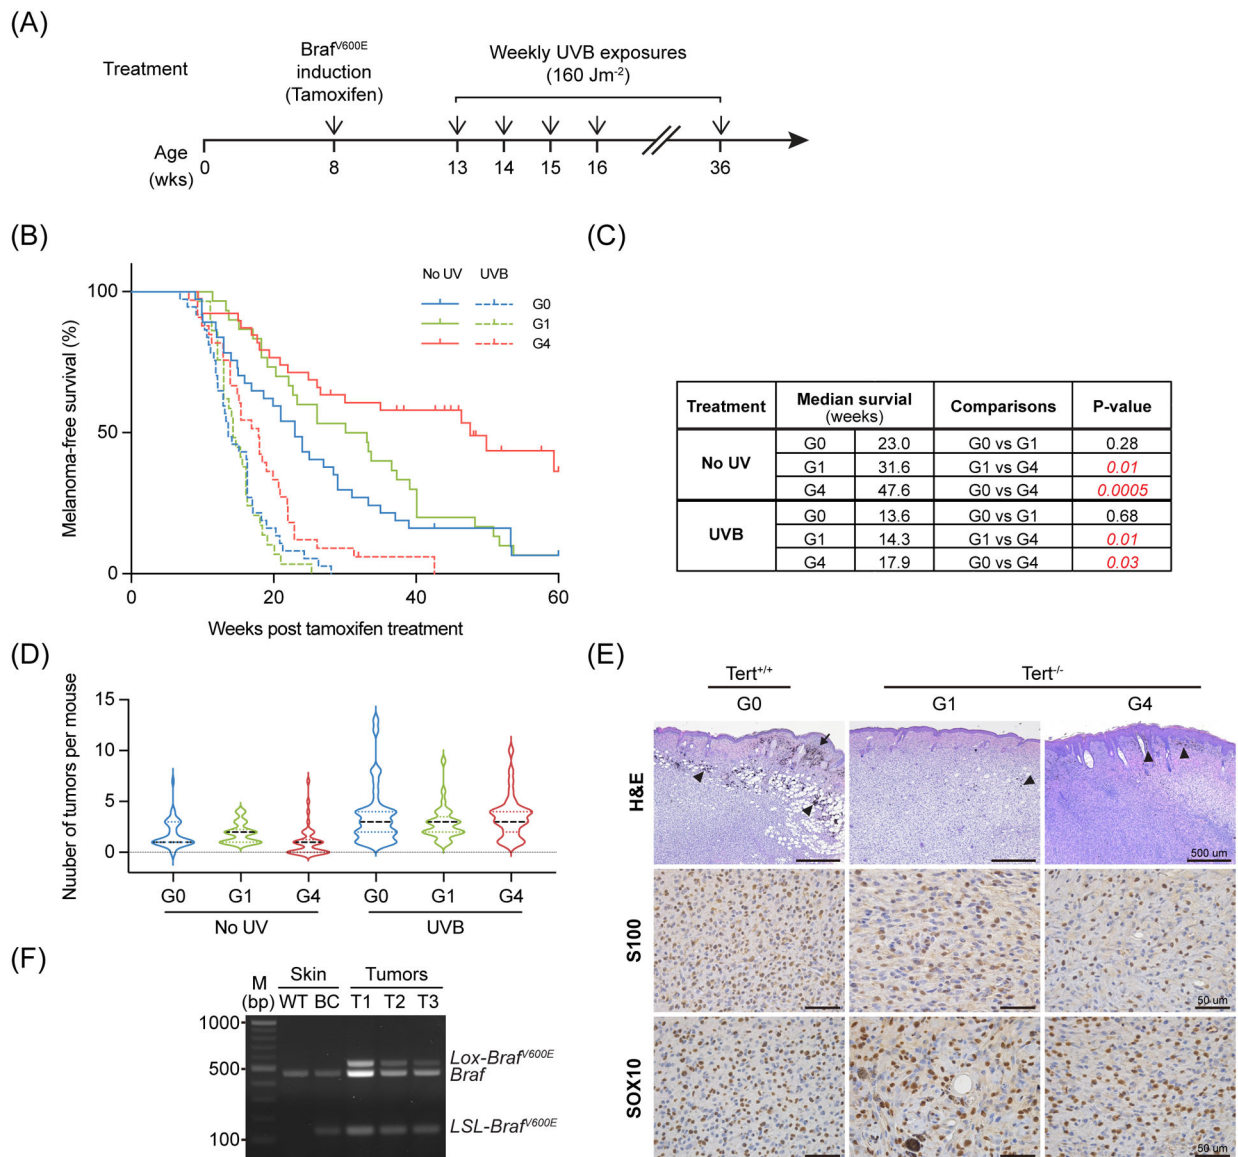 (A)
Treatment
Braf^V600E
induction
(Tamoxifen)
Weekly UVB exposures
(160 Jm^-2)
Age
(wks)
0 8 13 14 15 16 36
(B)
Melanoma-free survival (%)
100
50
0
0 20 40 60
Weeks post tamoxifen treatment
No UV UVB
G0
G1
G4
(C)
Treatment Median survial (weeks) Comparisons P-value
No UV G0 23.0 G0 vs G1 0.28
G1 31.6 G1 vs G4 0.01
G4 47.6 G0 vs G4 0.0005
UVB G0 13.6 G0 vs G1 0.68
G1 14.3 G1 vs G4 0.01
G4 17.9 G0 vs G4 0.03
(D)
Nuuber of tumors per mouse
15
10
5
0
G0 G1 G4 G0 G1 G4
No UV UVB
(E)
Tert^+/+ Tert^-/-
G0 G1 G4
H&E
500 um
S100
50 um
SOX10
50 um
(F)
M Skin Tumors
(bp) WT BC T1 T2 T3
1000
500
100
Lox-Braf^V600E
Braf
LSL-Braf^V600E